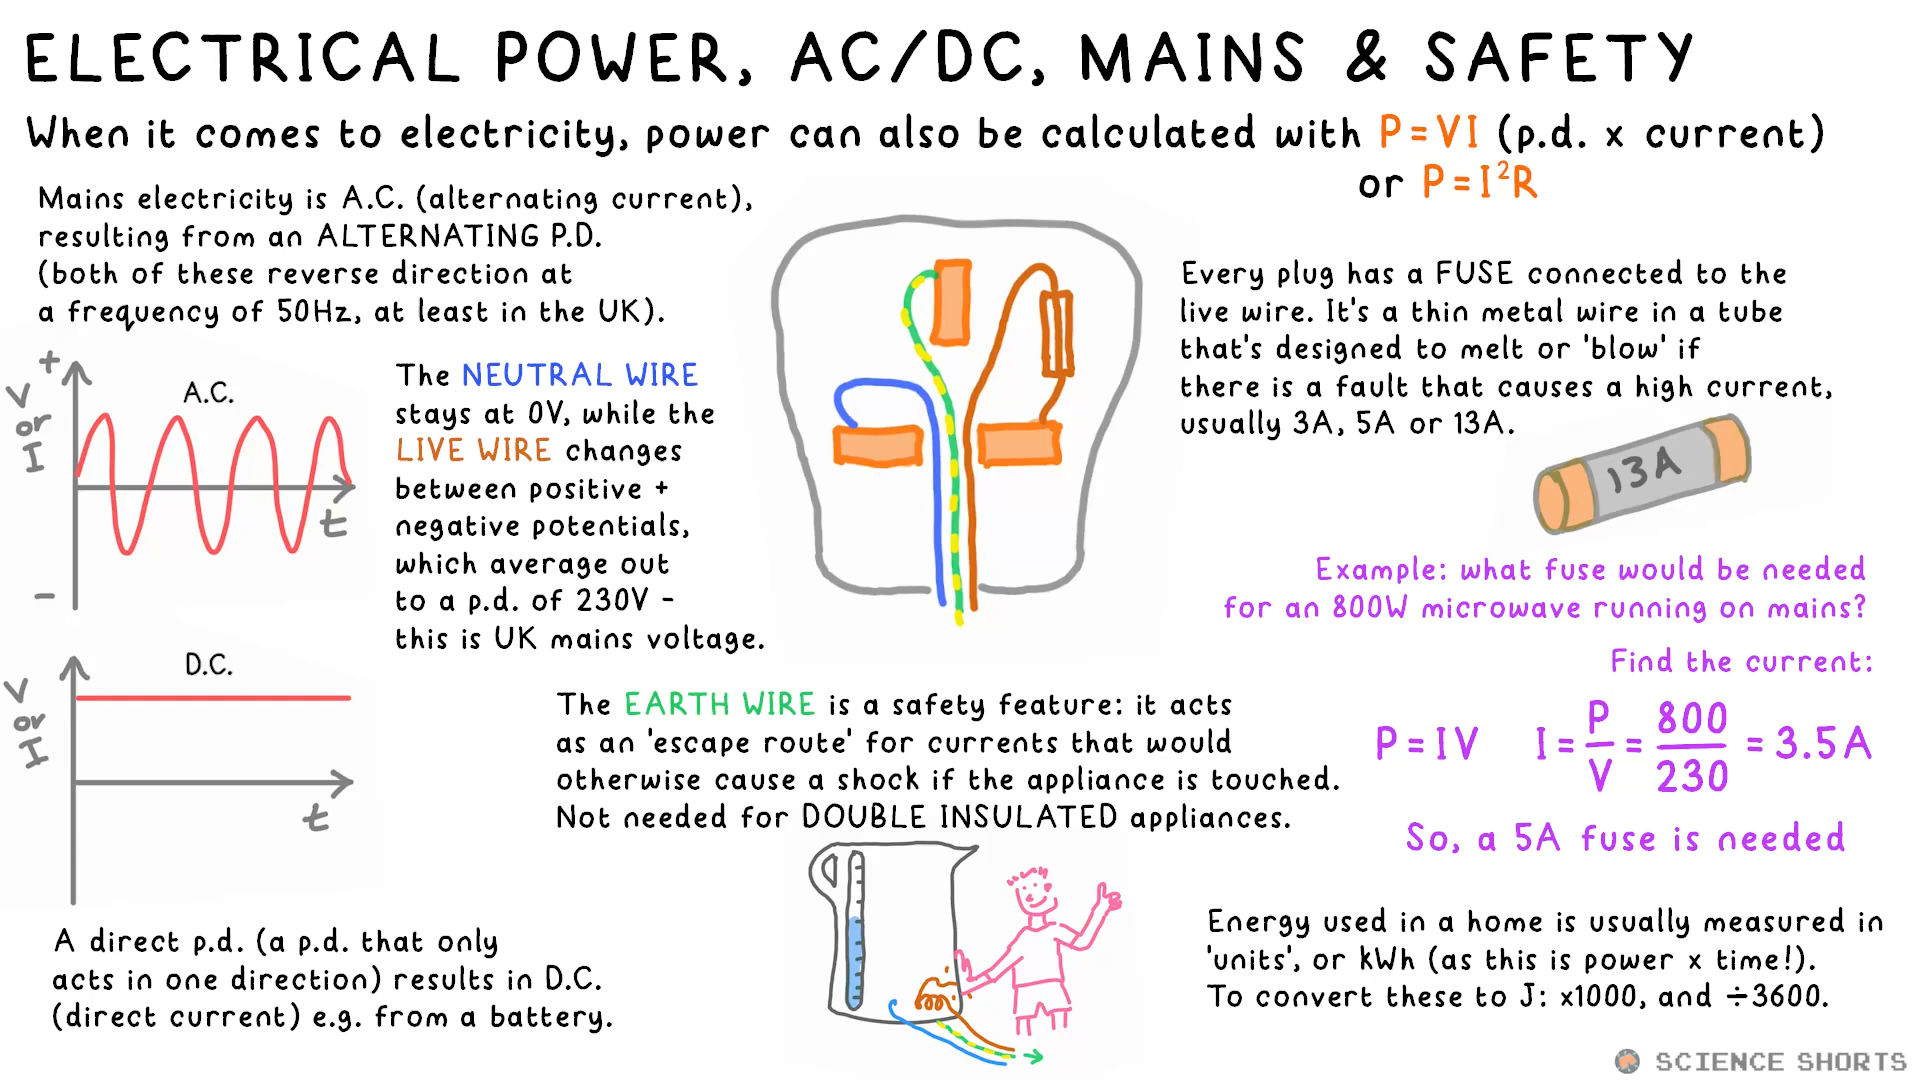 ELECTRICAL POWER, AC/DC, MAINS & SAFETY
When it comes to electricity, power can also be calculated with P=VI (p.d. x current)
or P=I²R
Mains electricity is A.C. (alternating current),
resulting from an ALTERNATING P.D.
(both of these reverse direction at
a frequency of 50Hz, at least in the UK).
+
V or I
A.C.
t
-
The NEUTRAL WIRE
stays at 0V, while the
LIVE WIRE changes
between positive +
negative potentials,
which average out
to a p.d. of 230V -
this is UK mains voltage.
Every plug has a FUSE connected to the
live wire. It's a thin metal wire in a tube
that's designed to melt or 'blow' if
there is a fault that causes a high current,
usually 3A, 5A or 13A.
13A
Example: what fuse would be needed
for an 800W microwave running on mains?
Find the current:
P=IV I=P/V=800/230=3.5A
So, a 5A fuse is needed
D.C.
V or I
t
The EARTH WIRE is a safety feature: it acts
as an 'escape route' for currents that would
otherwise cause a shock if the appliance is touched.
Not needed for DOUBLE INSULATED appliances.
A direct p.d. (a p.d. that only
acts in one direction) results in D.C.
(direct current) e.g. from a battery.
Energy used in a home is usually measured in
'units', or kWh (as this is power x time!).
To convert these to J: x1000, and ÷3600.
SCIENCE SHORTS